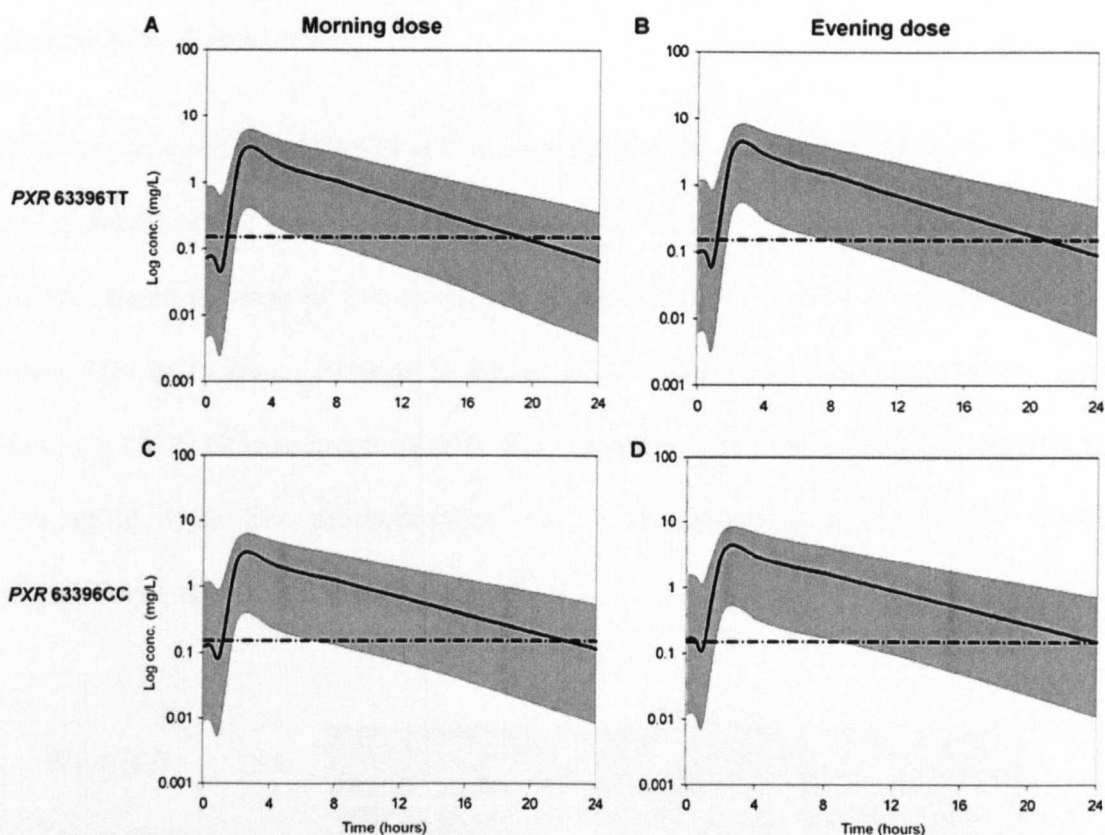 A Morning dose B Evening dose
100 100
10 10
PXR 63396TT 1 1
Log conc. (mg/L)
0.1 0.1
0.01 0.01
0.001 0.001
0 4 8 12 16 20 24 0 4 8 12 16 20 24
C D
100 100
10 10
PXR 63396CC 1 1
Log conc. (mg/L)
0.1 0.1
0.01 0.01
0.001 0.001
0 4 8 12 16 20 24 0 4 8 12 16 20 24
Time (hours) Time (hours)